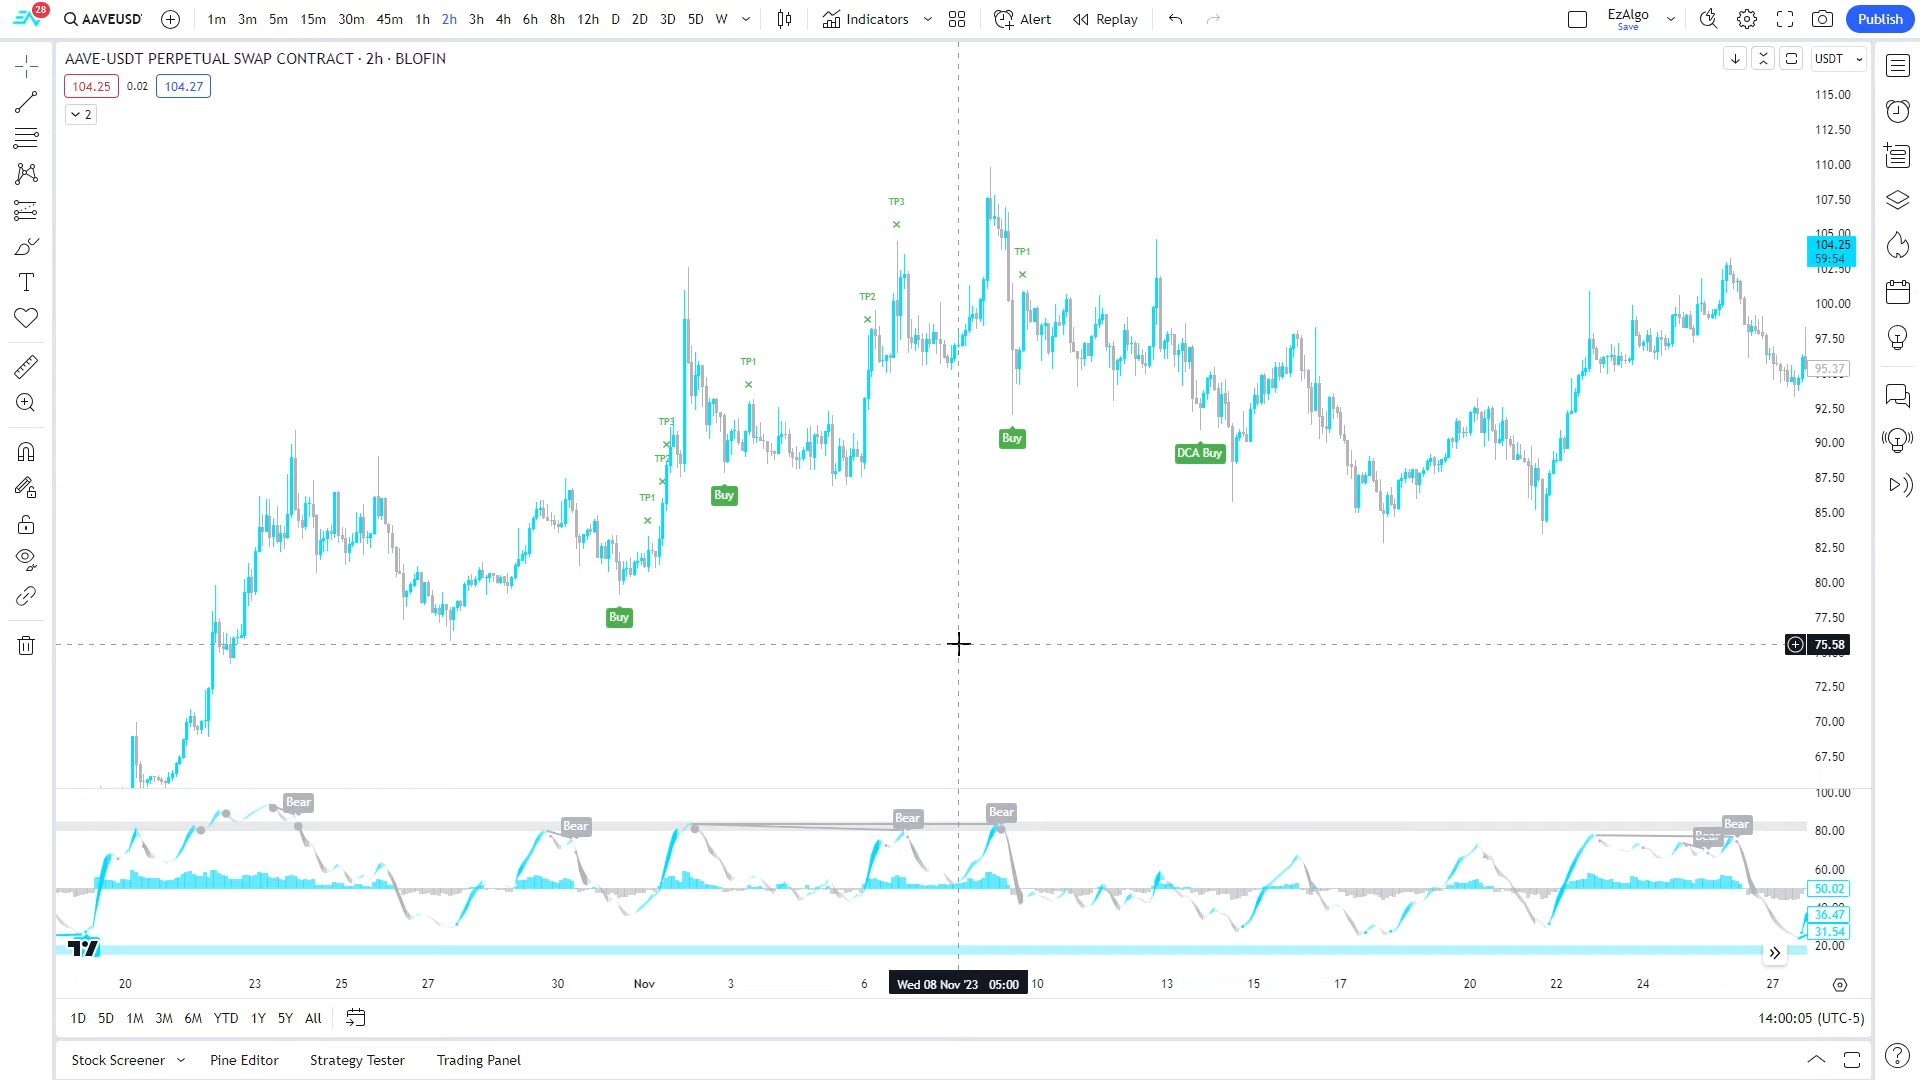 28
AAVEUSD
1m 3m 5m 15m 30m 45m 1h 2h 3h 4h 6h 8h 12h D 2D 3D 5D W
Indicators
Alert
Replay
EzAlgo
Save
Publish
AAVE-USDT PERPETUAL SWAP CONTRACT · 2h · BLOFIN
USDT
104.25 0.02 104.27
2
115.00
112.50
110.00
107.50
105.00
104.25
59:54
102.50
100.00
97.50
95.37
92.50
90.00
87.50
85.00
82.50
80.00
77.50
75.58
72.50
70.00
67.50
TP3
TP1
TP2
TP1
TP3
TP2
TP1
Buy
DCA Buy
Buy
Buy
100.00
80.00
60.00
50.02
40.00
36.47
31.54
20.00
Bear
Bear
Bear
Bear
Bear
Bear
20 23 25 27 30 Nov 3 6 Wed 08 Nov '23 05:00 10 13 15 17 20 22 24 27
1D 5D 1M 3M 6M YTD 1Y 5Y All
14:00:05 (UTC-5)
Stock Screener Pine Editor Strategy Tester Trading Panel